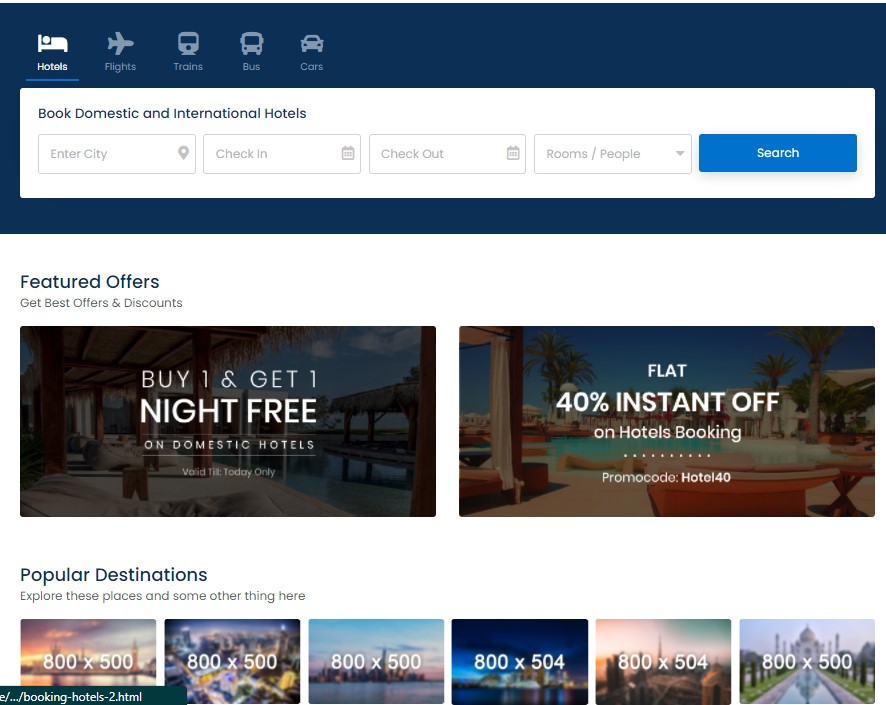 Hotels
Flights
Trains
Bus
Cars
Book Domestic and International Hotels
Enter City
Check In
Check Out
Rooms / People
Search
Featured Offers
Get Best Offers & Discounts
BUY 1 & GET 1
NIGHT FREE
ON DOMESTIC HOTELS
Valid Till: Today Only
FLAT
40% INSTANT OFF
on Hotels Booking
Promocode: Hotel40
Popular Destinations
Explore these places and some other thing here
800 x 500
800 x 500
800 x 500
800 x 504
800 x 504
800 x 500
e/.../booking-hotels-2.html